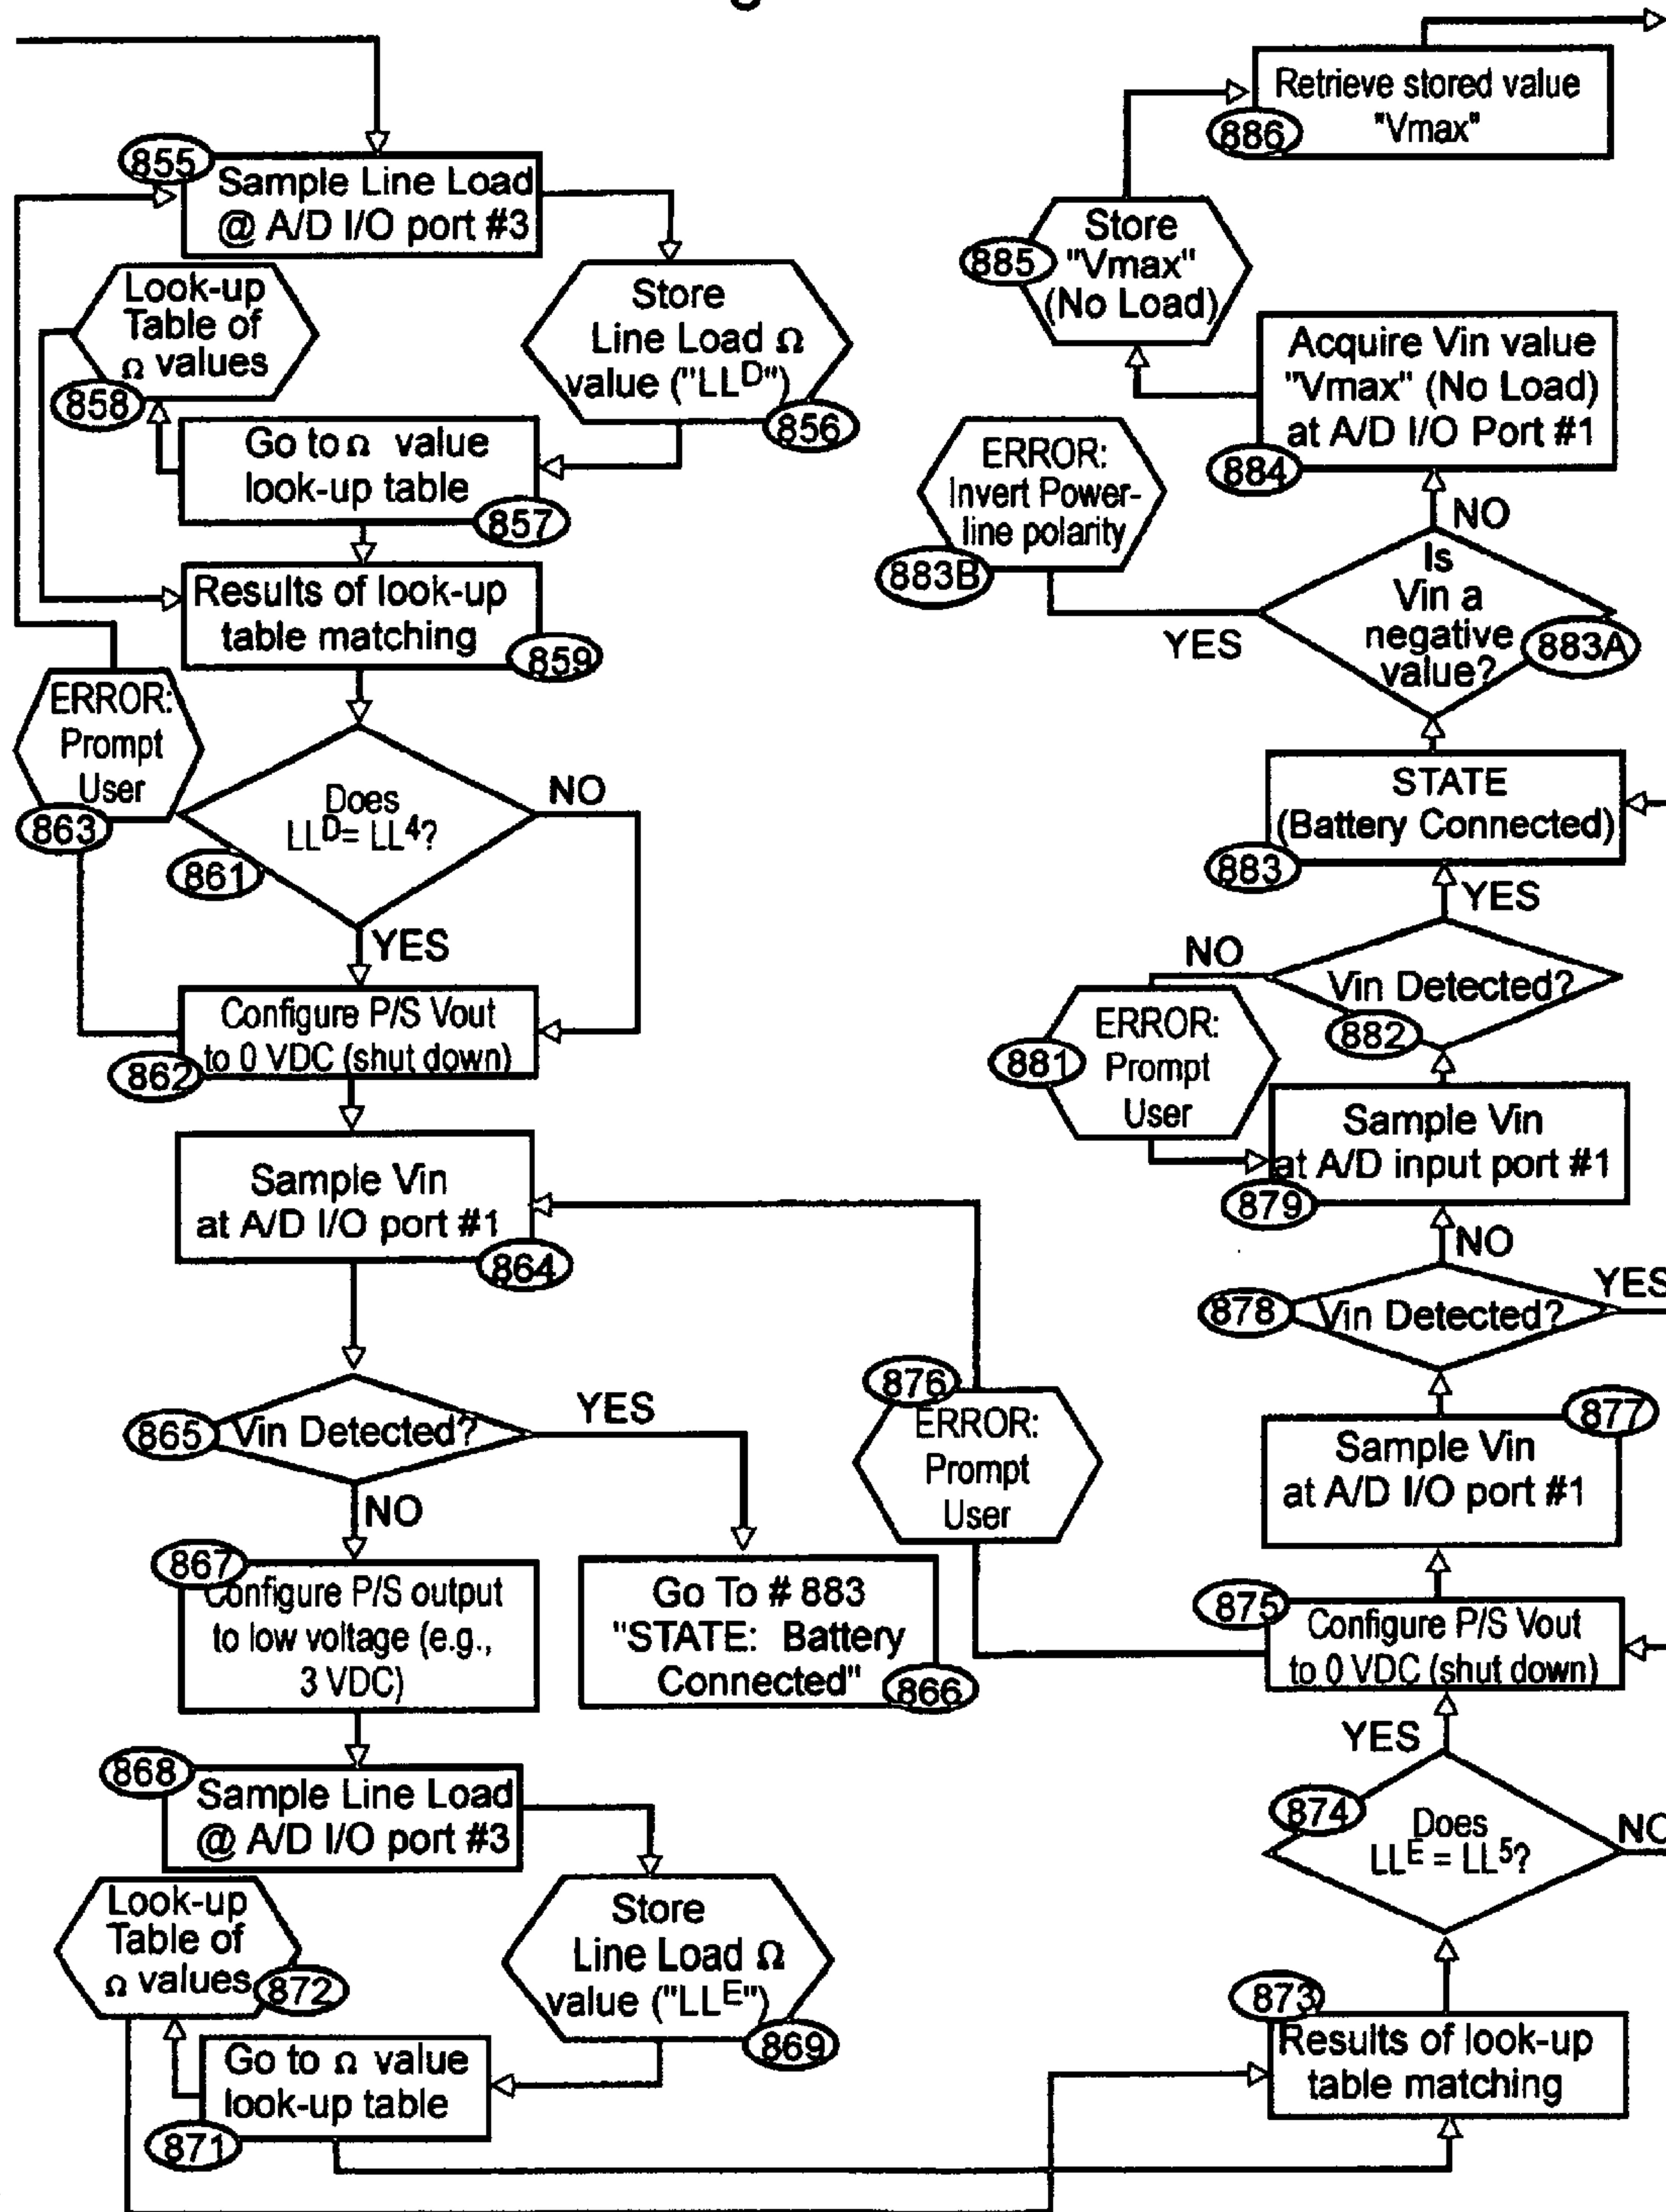 855
Sample Line Load
@ A/D I/O port #3
Look-up
Table of
Ω values
858
Store
Line Load Ω
value ("LLD")
856
Go to Ω value
look-up table
857
Results of look-up
table matching
859
ERROR:
Prompt
User
863
Does
LLD= LL4?
861
NO
YES
Configure P/S Vout
to 0 VDC (shut down)
862
Sample Vin
at A/D I/O port #1
864
865
Vin Detected?
YES
NO
867
Configure P/S output
to low voltage (e.g.,
3 VDC)
Go To # 883
"STATE: Battery
Connected"
866
868
Sample Line Load
@ A/D I/O port #3
Look-up
Table of
Ω values
872
Store
Line Load Ω
value ("LLE")
869
Go to Ω value
look-up table
871
Retrieve stored value
"Vmax"
886
Store
"Vmax"
(No Load)
885
Acquire Vin value
"Vmax" (No Load)
at A/D I/O Port #1
884
ERROR:
Invert Power-
line polarity
883B
NO
Is
Vin a
negative
value?
883A
YES
STATE
(Battery Connected)
883
YES
NO
Vin Detected?
882
ERROR:
Prompt
User
881
Sample Vin
at A/D input port #1
879
NO
YES
878
Vin Detected?
876
ERROR:
Prompt
User
877
Sample Vin
at A/D I/O port #1
875
Configure P/S Vout
to 0 VDC (shut down)
YES
874
Does
LLE = LL5?
NO
873
Results of look-up
table matching